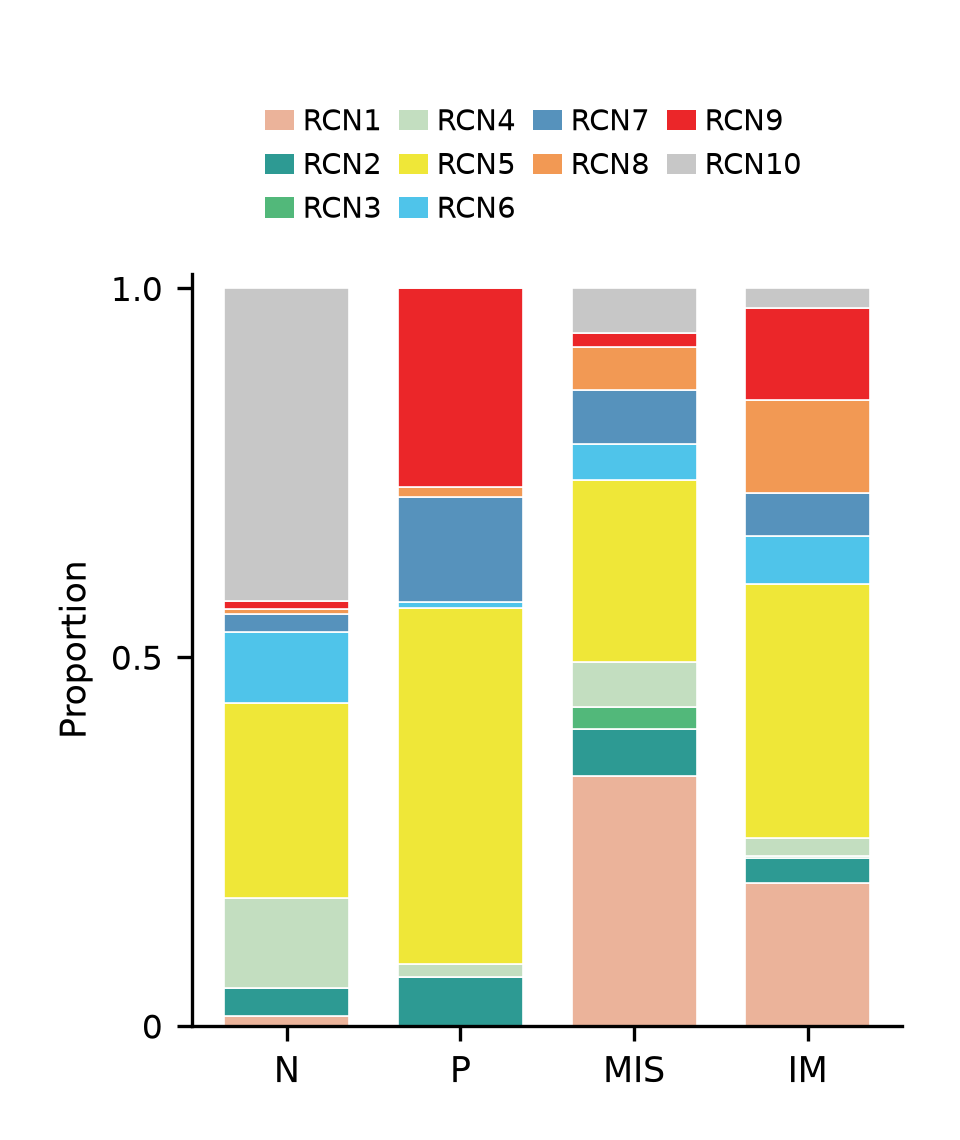 RCN1 RCN4 RCN7 RCN9
RCN2 RCN5 RCN8 RCN10
RCN3 RCN6
1.0
0.5
0
Proportion
N P MIS IM